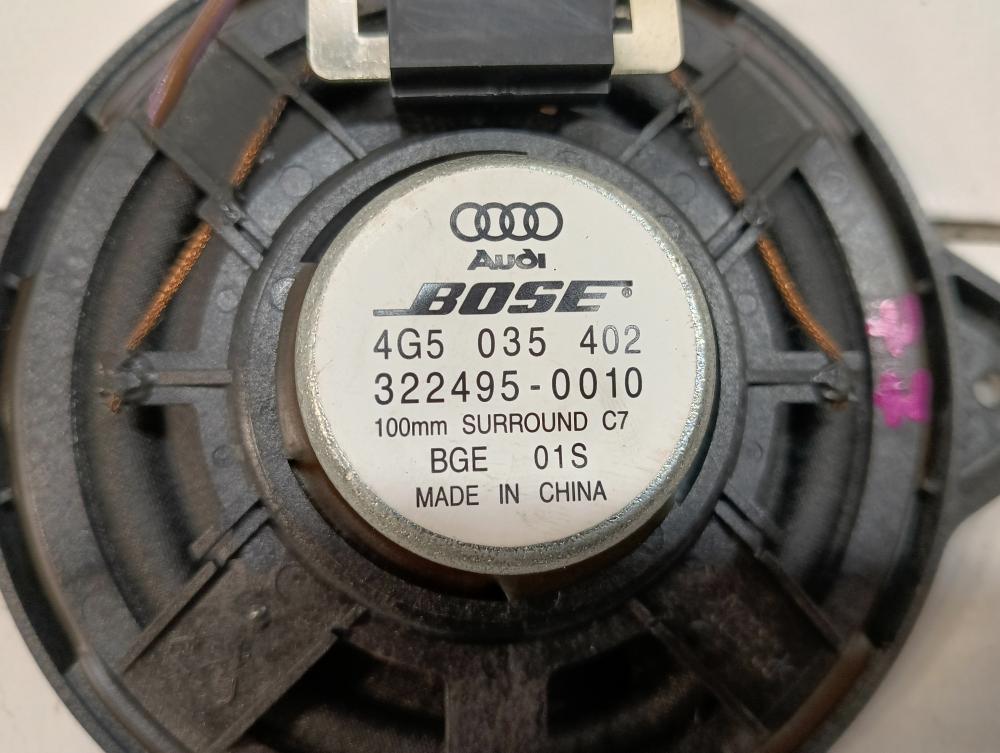 Audi
BOSE®
4G5 035 402
322495-0010
100mm SURROUND C7
BGE 01S
MADE IN CHINA